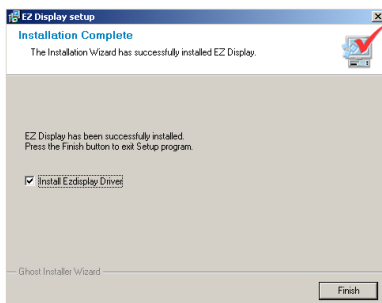 EZ Display setup
Installation Complete
The Installation Wizard has successfully installed EZ Display.
EZ Display has been successfully installed.
Press the Finish button to exit Setup program.
Install Ezdisplay Driver
Ghost Installer Wizard
Finish